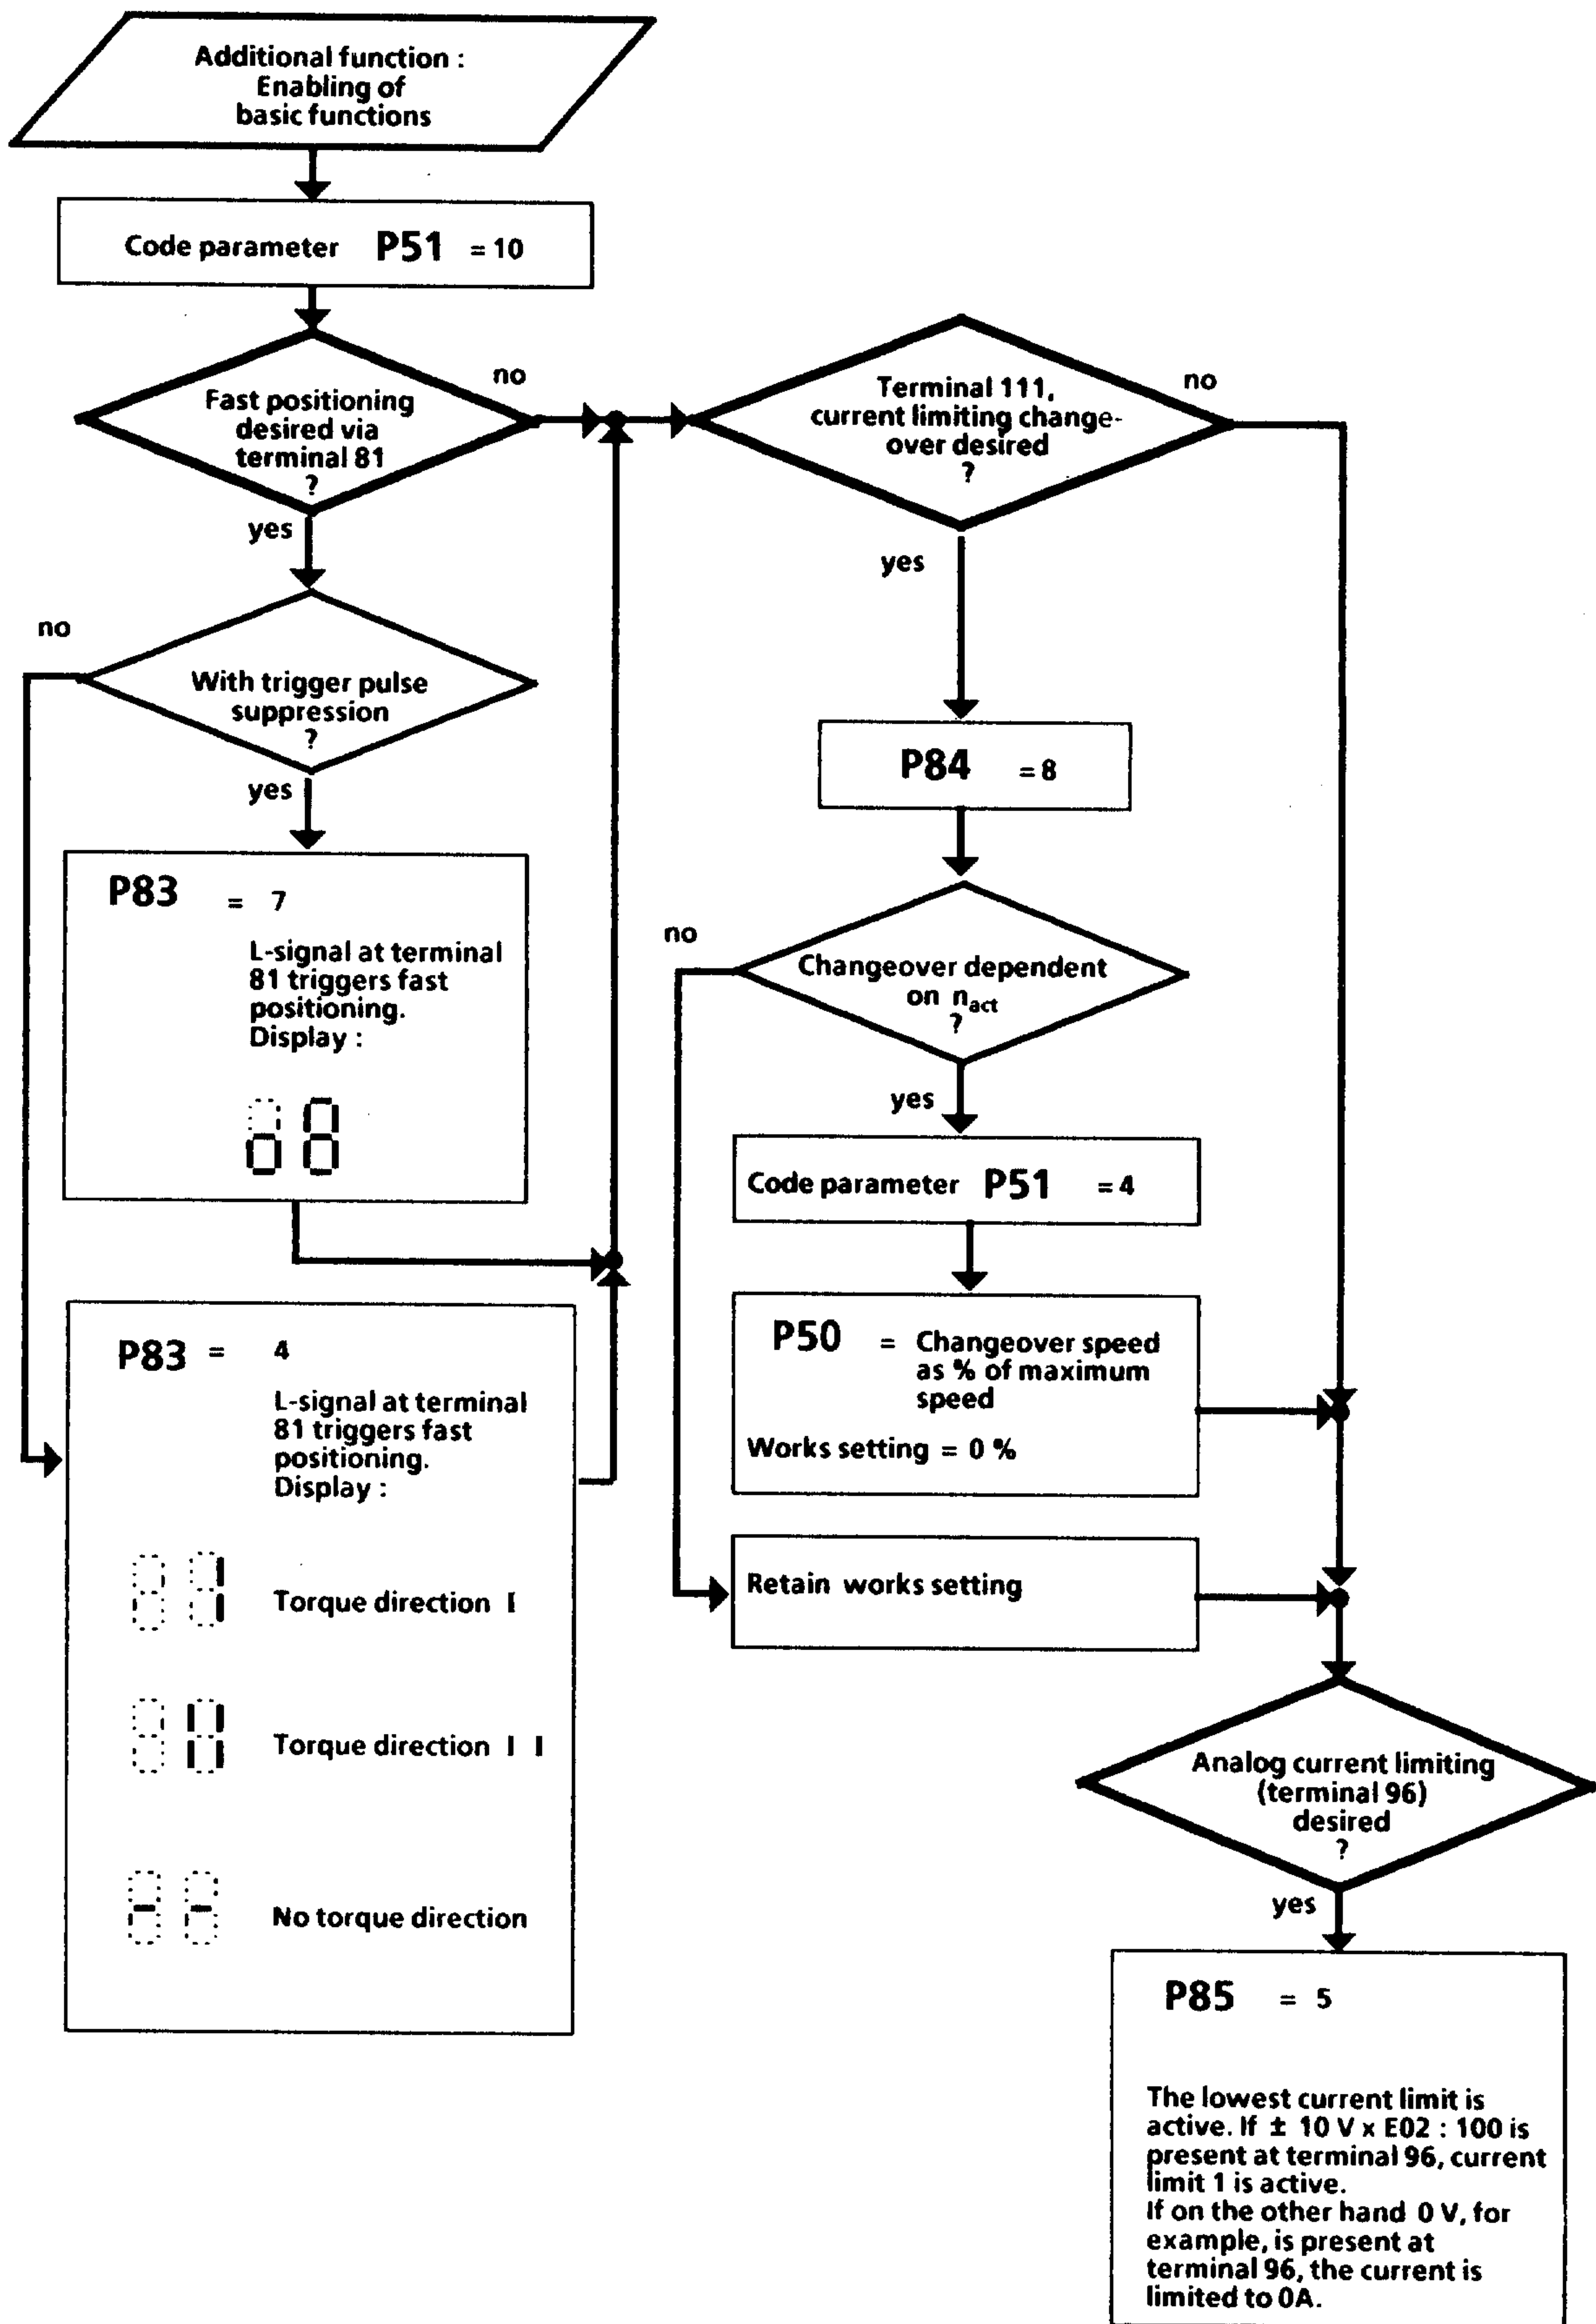 Additional function :
Enabling of
basic functions
Code parameter P51 = 10
Fast positioning
desired via
terminal 81
?
no
yes
With trigger pulse
suppression
?
no
yes
P83 = 7
L-signal at terminal
81 triggers fast
positioning.
Display :
o 8
P83 = 4
L-signal at terminal
81 triggers fast
positioning.
Display :
Torque direction I
Torque direction I I
- -
No torque direction
Terminal 111,
current limiting change-
over desired
?
no
yes
P84 = 8
Changeover dependent
on nact
?
no
yes
Code parameter P51 = 4
P50 = Changeover speed
as % of maximum
speed
Works setting = 0 %
Retain works setting
Analog current limiting
(terminal 96)
desired
?
yes
P85 = 5
The lowest current limit is
active. If ± 10 V x E02 : 100 is
present at terminal 96, current
limit 1 is active.
If on the other hand 0 V, for
example, is present at
terminal 96, the current is
limited to 0A.